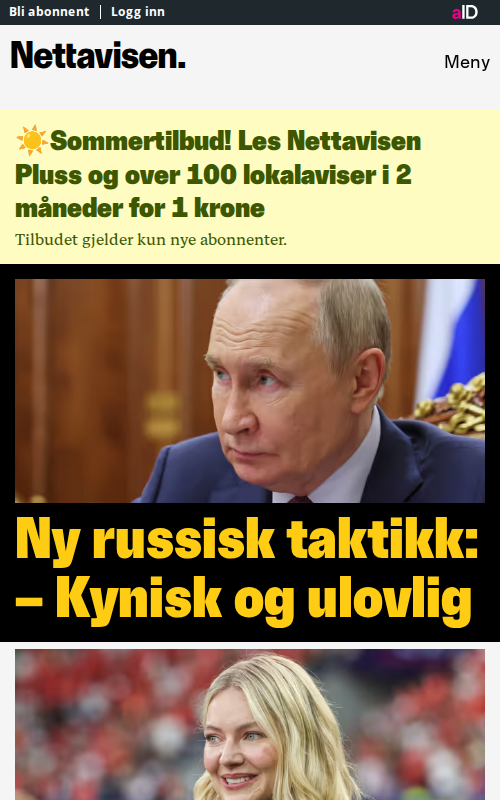 Bli abonnent | Logg inn
aID
Nettavisen.
Meny
☀️Sommertilbud! Les Nettavisen
Pluss og over 100 lokalaviser i 2
måneder for 1 krone
Tilbudet gjelder kun nye abonnenter.
Ny russisk taktikk:
– Kynisk og ulovlig